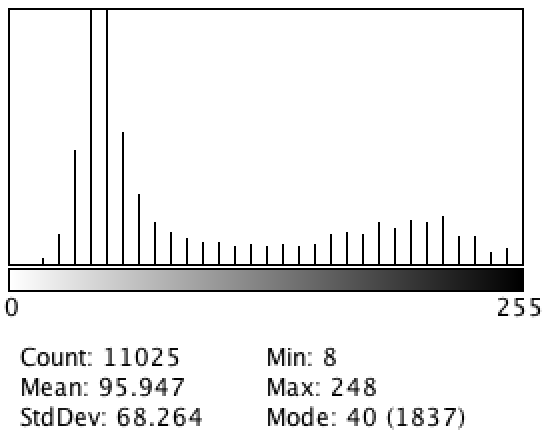 0 255
Count: 11025 Min: 8
Mean: 95.947 Max: 248
StdDev: 68.264 Mode: 40 (1837)